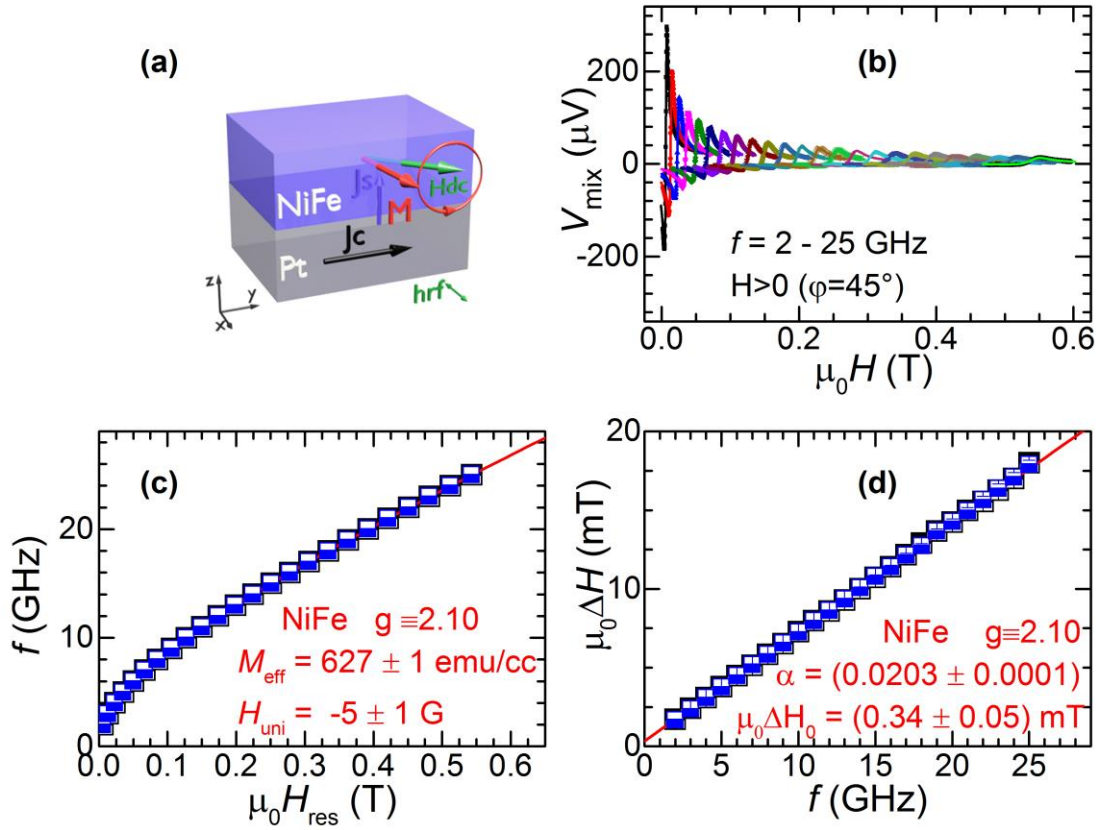 (a)
NiFe
Js
M
Hdc
Pt
Jc
hrf
z
y
x
(b)
V_mix (μV)
200
0
-200
f = 2 - 25 GHz
H>0 (φ=45°)
0.0 0.2 0.4 0.6
μ₀H (T)
(c)
f (GHz)
20
10
0
NiFe g ≡2.10
M_eff = 627 ± 1 emu/cc
H_uni = -5 ± 1 G
0.0 0.1 0.2 0.3 0.4 0.5 0.6
μ₀H_res (T)
(d)
μ₀ΔH (mT)
20
10
0
NiFe g≡2.10
α = (0.0203 ± 0.0001)
μ₀ΔH₀ = (0.34 ± 0.05) mT
0 5 10 15 20 25
f (GHz)